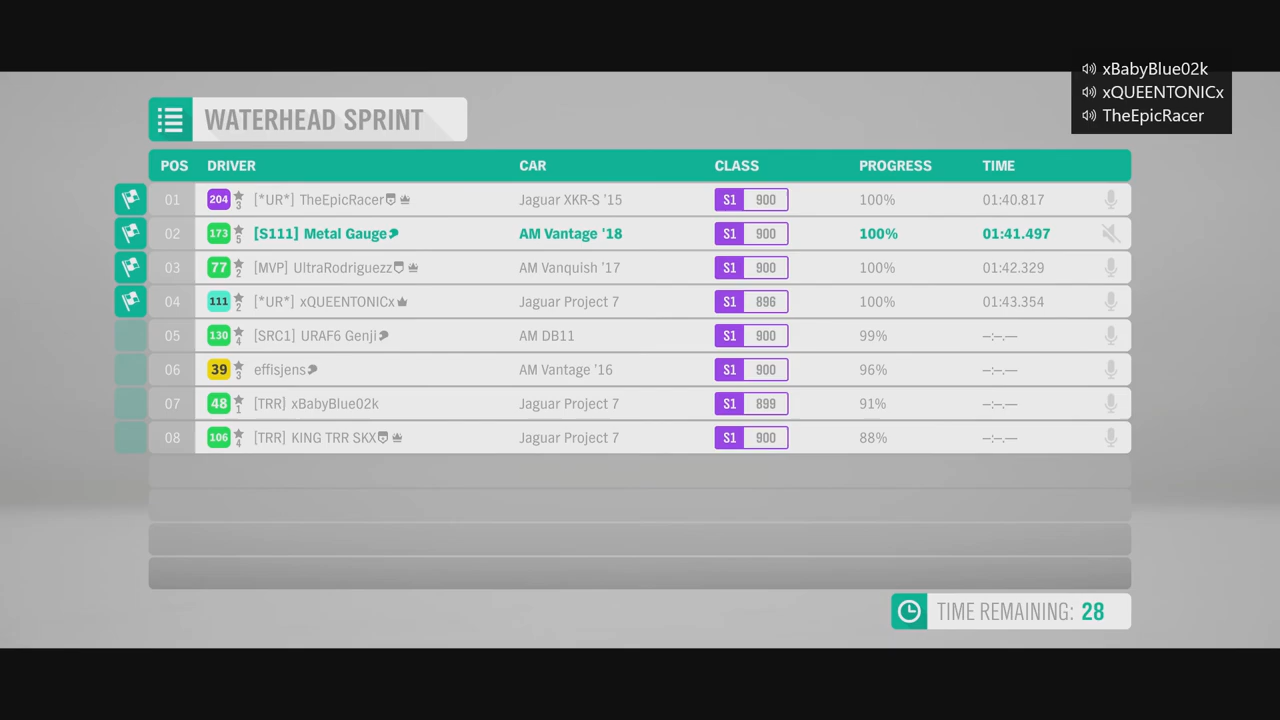 xBabyBlue02k
xQUEENTONICx
TheEpicRacer
WATERHEAD SPRINT
POS DRIVER CAR CLASS PROGRESS TIME
01 204 3 [*UR*] TheEpicRacer Jaguar XKR-S '15 S1 900 100% 01:40.817
02 173 5 [S111] Metal Gauge AM Vantage '18 S1 900 100% 01:41.497
03 77 2 [MVP] UltraRodriguezz AM Vanquish '17 S1 900 100% 01:42.329
04 111 2 [*UR*] xQUEENTONICx Jaguar Project 7 S1 896 100% 01:43.354
05 130 4 [SRC1] URAF6 Genji AM DB11 S1 900 99% –:–.––
06 39 3 effisjens AM Vantage '16 S1 900 96% –:–.––
07 48 1 [TRR] xBabyBlue02k Jaguar Project 7 S1 899 91% –:–.––
08 106 4 [TRR] KING TRR SKX Jaguar Project 7 S1 900 88% –:–.––
TIME REMAINING: 28